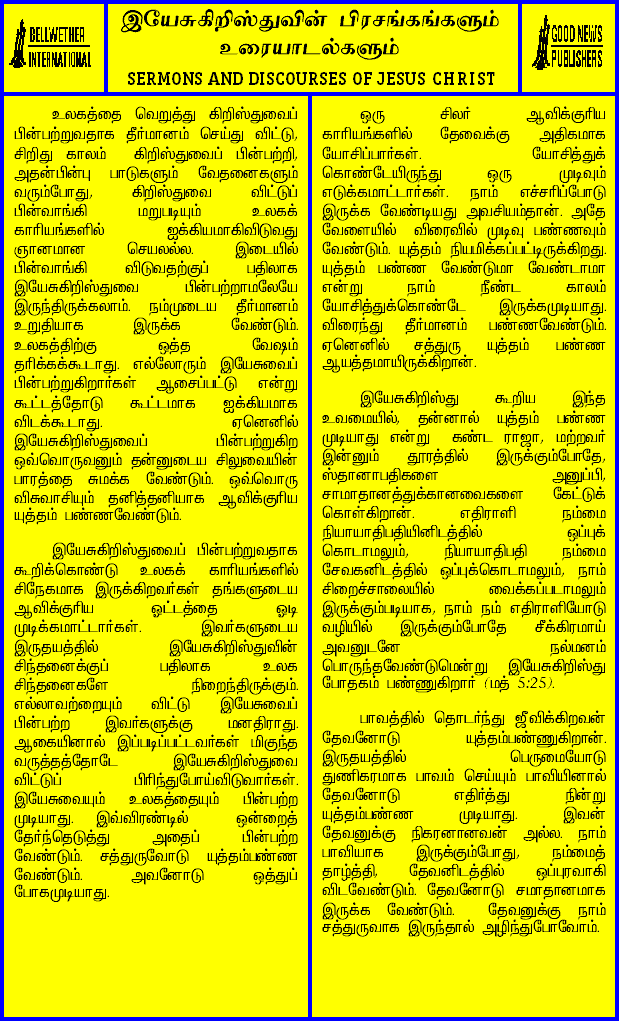 BELLWETHER
INTERNATIONAL
இயேசுகிறிஸ்துவின் பிரசங்கங்களும்
உரையாடல்களும்
SERMONS AND DISCOURSES OF JESUS CHRIST
GOOD NEWS
PUBLISHERS
உலகத்தை வெறுத்து கிறிஸ்துவைப்
பின்பற்றுவதாக தீர்மானம் செய்து விட்டு,
சிறிது காலம் கிறிஸ்துவைப் பின்பற்றி,
அதன்பின்பு பாடுகளும் வேதனைகளும்
வரும்போது, கிறிஸ்துவை விட்டுப்
பின்வாங்கி மறுபடியும் உலகக்
காரியங்களில் ஐக்கியமாகிவிடுவது
ஞானமான செயலல்ல. இடையில்
பின்வாங்கி விடுவதற்குப் பதிலாக
இயேசுகிறிஸ்துவை பின்பற்றாமலேயே
இருந்திருக்கலாம். நம்முடைய தீர்மானம்
உறுதியாக இருக்க வேண்டும்.
உலகத்திற்கு ஒத்த வேஷம்
தரிக்கக்கூடாது. எல்லோரும் இயேசுவைப்
பின்பற்றுகிறார்கள் ஆசைப்பட்டு என்று
கூட்டத்தோடு கூட்டமாக ஐக்கியமாக
விடக்கூடாது. ஏனெனில்
இயேசுகிறிஸ்துவைப் பின்பற்றுகிற
ஒவ்வொருவனும் தன்னுடைய சிலுவையின்
பாரத்தை சுமக்க வேண்டும். ஒவ்வொரு
விசுவாசியும் தனித்தனியாக ஆவிக்குரிய
யுத்தம் பண்ணவேண்டும்.
இயேசுகிறிஸ்துவைப் பின்பற்றுவதாக
கூறிக்கொண்டு உலகக் காரியங்களில்
சிநேகமாக இருக்கிறவர்கள் தங்களுடைய
ஆவிக்குரிய ஓட்டத்தை ஓடி
முடிக்கமாட்டார்கள். இவர்களுடைய
இருதயத்தில் இயேசுகிறிஸ்துவின்
சிந்தனைக்குப் பதிலாக உலக
சிந்தனைகளே நிறைந்திருக்கும்.
எல்லாவற்றையும் விட்டு இயேசுவைப்
பின்பற்ற இவர்களுக்கு மனதிராது.
ஆகையினால் இப்படிப்பட்டவர்கள் மிகுந்த
வருத்தத்தோடே இயேசுகிறிஸ்துவை
விட்டுப் பிரிந்துபோய்விடுவார்கள்.
இயேசுவையும் உலகத்தையும் பின்பற்ற
முடியாது. இவ்விரண்டில் ஒன்றைத்
தேர்ந்தெடுத்து அதைப் பின்பற்ற
வேண்டும். சத்துருவோடு யுத்தம்பண்ண
வேண்டும். அவனோடு ஒத்துப்
போகமுடியாது.
ஒரு சிலர் ஆவிக்குரிய
காரியங்களில் தேவைக்கு அதிகமாக
யோசிப்பார்கள். யோசித்துக்
கொண்டேயிருந்து ஒரு முடிவும்
எடுக்கமாட்டார்கள். நாம் எச்சரிப்போடு
இருக்க வேண்டியது அவசியம்தான். அதே
வேளையில் விரைவில் முடிவு பண்ணவும்
வேண்டும். யுத்தம் நியமிக்கப்பட்டிருக்கிறது.
யுத்தம் பண்ண வேண்டுமா வேண்டாமா
என்று நாம் நீண்ட காலம்
யோசித்துக்கொண்டே இருக்கமுடியாது.
விரைந்து தீர்மானம் பண்ணவேண்டும்.
ஏனெனில் சத்துரு யுத்தம் பண்ண
ஆயத்தமாயிருக்கிறான்.
இயேசுகிறிஸ்து கூறிய இந்த
உவமையில், தன்னால் யுத்தம் பண்ண
முடியாது என்று கண்ட ராஜா, மற்றவர்
இன்னும் தூரத்தில் இருக்கும்போதே,
ஸ்தானாபதிகளை அனுப்பி,
சாமாதானத்துக்கானவைகளை கேட்டுக்
கொள்கிறான். எதிராளி நம்மை
நியாயாதிபதியினிடத்தில் ஒப்புக்
கொடாமலும், நியாயாதிபதி நம்மை
சேவகனிடத்தில் ஒப்புக்கொடாமலும், நாம்
சிறைச்சாலையில் வைக்கப்படாமலும்
இருக்கும்படியாக, நாம் நம் எதிராளியோடு
வழியில் இருக்கும்போதே சீக்கிரமாய்
அவனுடனே நல்மனம்
பொருந்தவேண்டுமென்று இயேசுகிறிஸ்து
போதகம் பண்ணுகிறார் (மத் 5:25).
பாவத்தில் தொடர்ந்து ஜீவிக்கிறவன்
தேவனோடு யுத்தம்பண்ணுகிறான்.
இருதயத்தில் பெருமையோடு
துணிகரமாக பாவம் செய்யும் பாவியினால்
தேவனோடு எதிர்த்து நின்று
யுத்தம்பண்ண முடியாது. இவன்
தேவனுக்கு நிகரனானவன் அல்ல. நாம்
பாவியாக இருக்கும்போது, நம்மைத்
தாழ்த்தி, தேவனிடத்தில் ஒப்புரவாகி
விடவேண்டும். தேவனோடு சமாதானமாக
இருக்க வேண்டும். தேவனுக்கு நாம்
சத்துருவாக இருந்தால் அழிந்துபோவோம்.